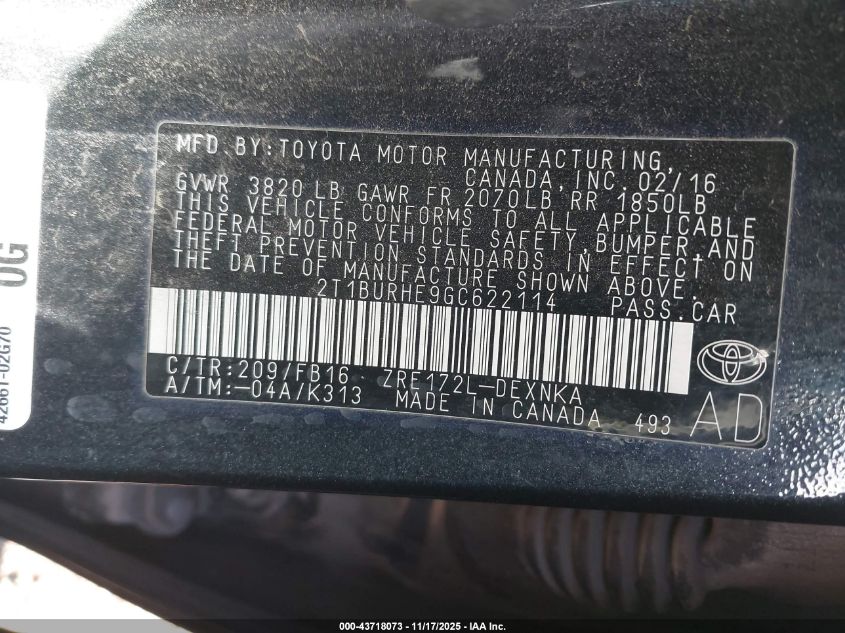 MFD. BY: TOYOTA MOTOR MANUFACTURING,
CANADA, INC. 02/16
GVWR 3820 LB GAWR FR 2070LB RR 1850LB
THIS VEHICLE CONFORMS TO ALL APPLICABLE
FEDERAL MOTOR VEHICLE SAFETY, BUMPER, AND
THEFT PREVENTION STANDARDS IN EFFECT ON
THE DATE OF MANUFACTURE SHOWN ABOVE.
2T1BURHE9GC622114 PASS. CAR
C/TR: 209/FB16 ZRE172L-DEXNKA
A/TM: -04A/K313 MADE IN CANADA 493
AD
0G
42661-02G70
000-43718073 — 11/17/2025 - IAA Inc.